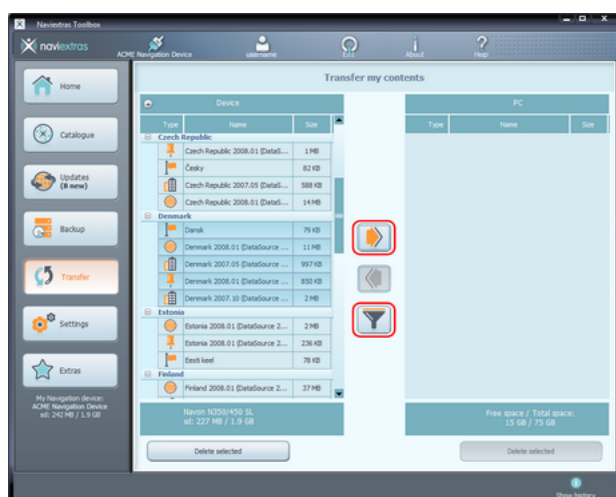 Naviextras Toolbox
naviextras
ACME Navigation Device
username
Exit
About
Help
Home
Catalogue
Updates
(8 new)
Backup
Transfer
Settings
Extras
My Navigation device:
ACME Navigation Device
sd: 242 MB / 1.9 GB
Transfer my contents
Device
Type Name Size
Czech Republic
Czech Republic 2008.01 (DataS... 1 MB
Česky 82 KB
Czech Republic 2007.05 (DataS... 588 KB
Czech Republic 2008.01 (DataS... 14 MB
Denmark
Dansk 79 KB
Denmark 2008.01 (DataSource ... 11 MB
Denmark 2007.05 (DataSource ... 997 KB
Denmark 2008.01 (DataSource ... 850 KB
Denmark 2007.10 (DataSource ... 2 MB
Estonia
Estonia 2008.01 (DataSource 2... 2 MB
Estonia 2008.01 (DataSource 2... 236 KB
Eesti keel 78 KB
Finland
Finland 2008.01 (DataSource 2... 37 MB
Navon N350/450 SL
sd: 227 MB / 1.9 GB
Delete selected
PC
Type Name Size
Free space / Total space:
15 GB / 75 GB
Delete selected
Show history